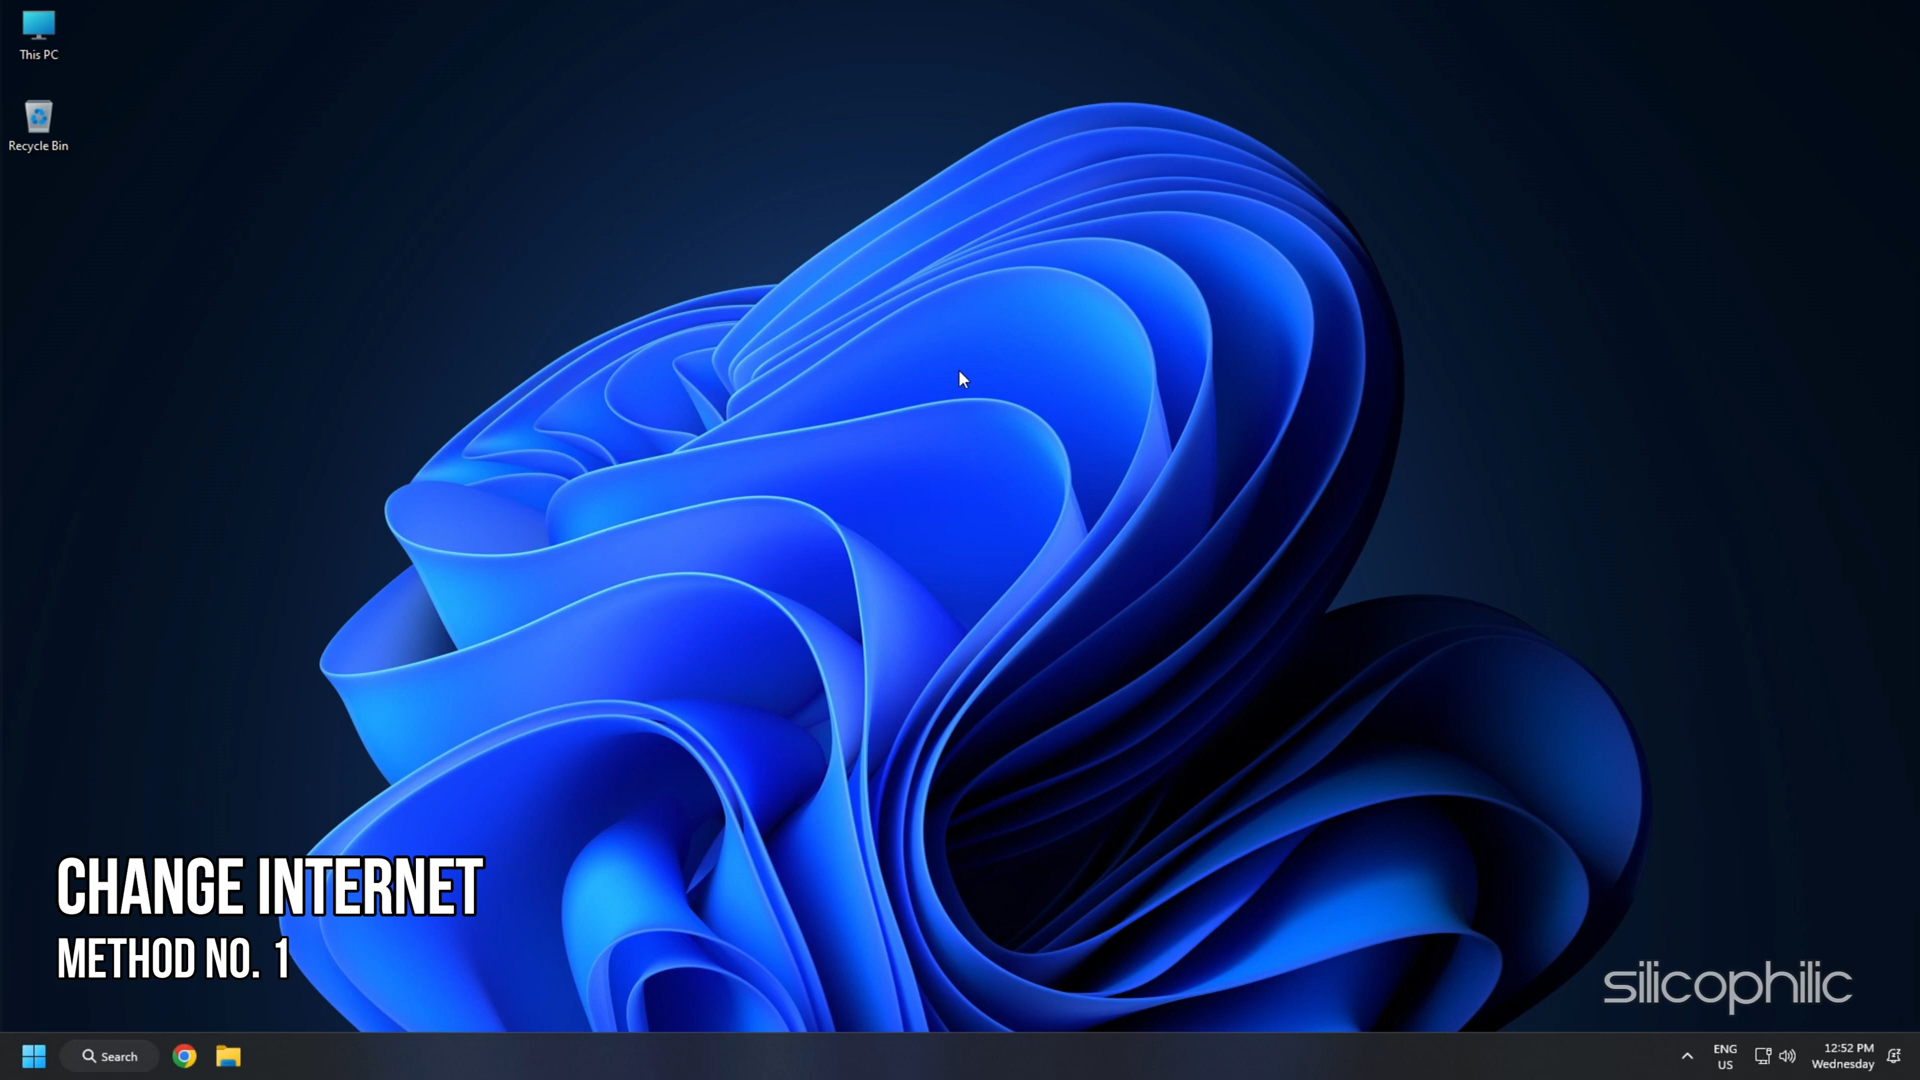 This PC
Recycle Bin
CHANGE INTERNET
METHOD NO. 1
silicophilic
Search
ENG
US
12:52 PM
Wednesday